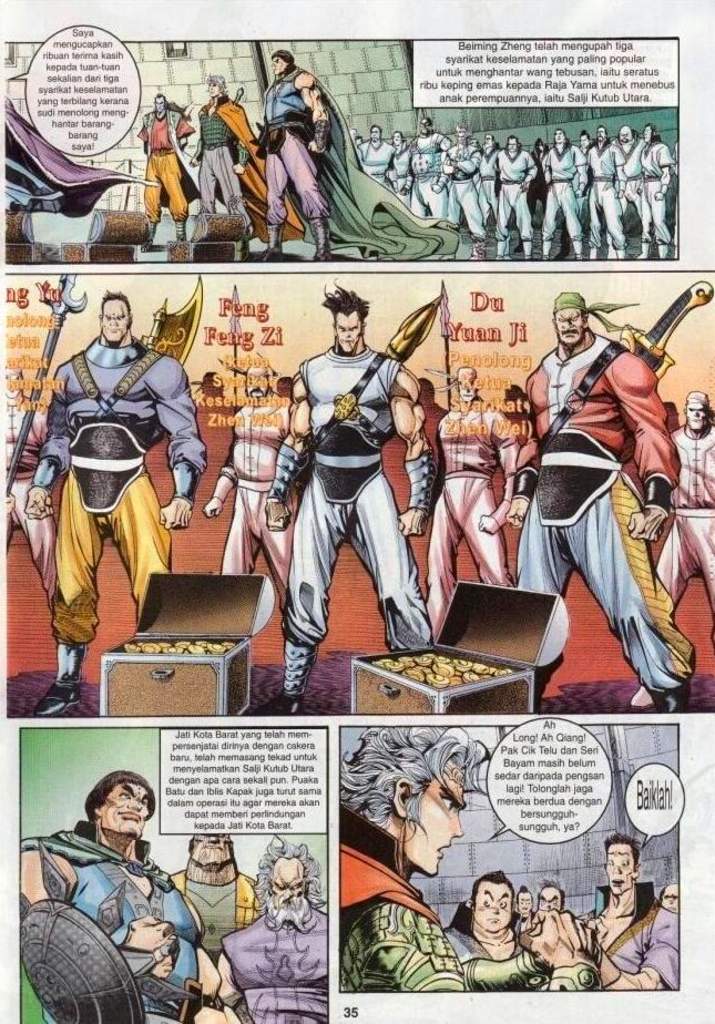 Saya
mengucapkan
ribuan terima kasih
kepada tuan-tuan
sekalian dari tiga
syarikat keselamatan
yang terbilang kerana
sudi menolong meng-
hantar barang-
barang
saya!
Beiming Zheng telah mengupah tiga
syarikat keselamatan yang paling popular
untuk menghantar wang tebusan, iaitu seratus
ribu keping emas kepada Raja Yama untuk menebus
anak perempuannya, iaitu Salji Kutub Utara.
ng Yu
nolong
etua
arikat
Feng
Feng Zi
Ketua
Syarikat
Keselamatan
Zhen Wei
Du
Yuan Ji
Penolong
Ketua
Syarikat
Zhen Wei
Jati Kota Barat yang telah mem-
persenjatai dirinya dengan cakera
baru, telah memasang tekad untuk
menyelamatkan Salji Kutub Utara
dengan apa cara sekali pun. Puaka
Batu dan Iblis Kapak juga turut sama
dalam operasi itu agar mereka akan
dapat memberi perlindungan
kepada Jati Kota Barat.
Ah
Long! Ah Qiang!
Pak Cik Telu dan Seri
Bayam masih belum
sedar daripada pengsan
lagi! Tolonglah jaga
mereka berdua dengan
bersungguh-
sungguh, ya?
Baiklah!
35